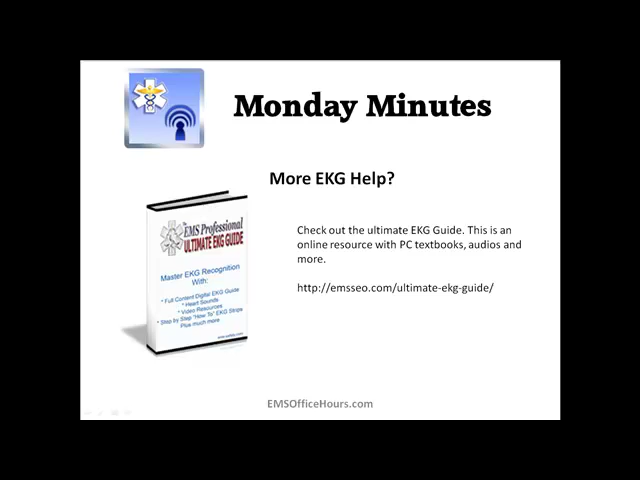 Monday Minutes
More EKG Help?
The EMS Professional
ULTIMATE EKG GUIDE
Master EKG Recognition
With:
* Full Content Digital EKG Guide
* Heart Sounds
* Video Resources
* Step by Step "How To" EKG Strips
Plus much more
Check out the ultimate EKG Guide. This is an
online resource with PC textbooks, audios and
more.
http://emsseo.com/ultimate-ekg-guide/
EMSOfficeHours.com